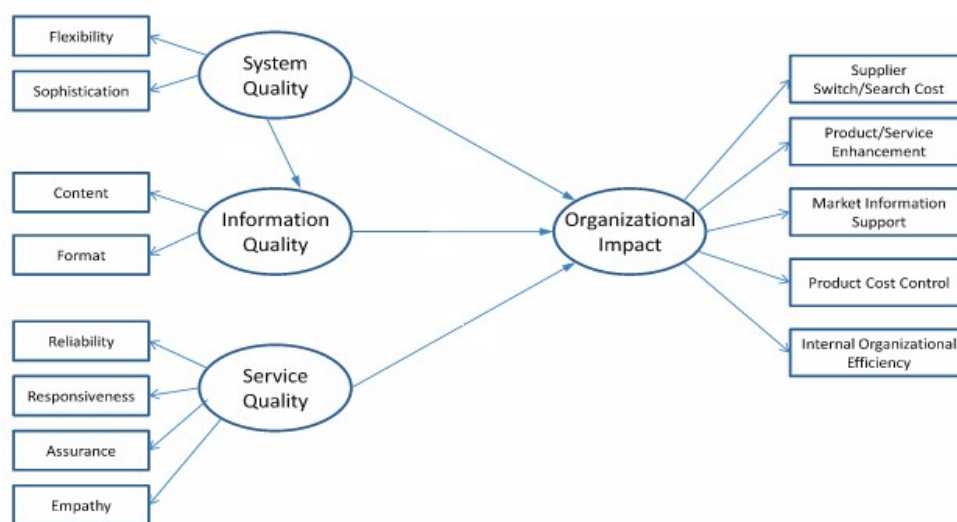 Flexibility
Sophistication
System
Quality
Content
Format
Information
Quality
Reliability
Responsiveness
Assurance
Empathy
Service
Quality
Organizational
Impact
Supplier
Switch/Search Cost
Product/Service
Enhancement
Market Information
Support
Product Cost Control
Internal Organizational
Efficiency